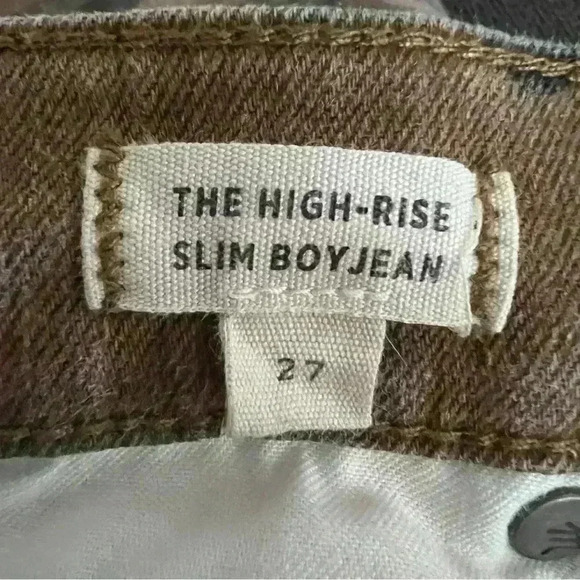 THE HIGH-RISE
SLIM BOYJEAN
27